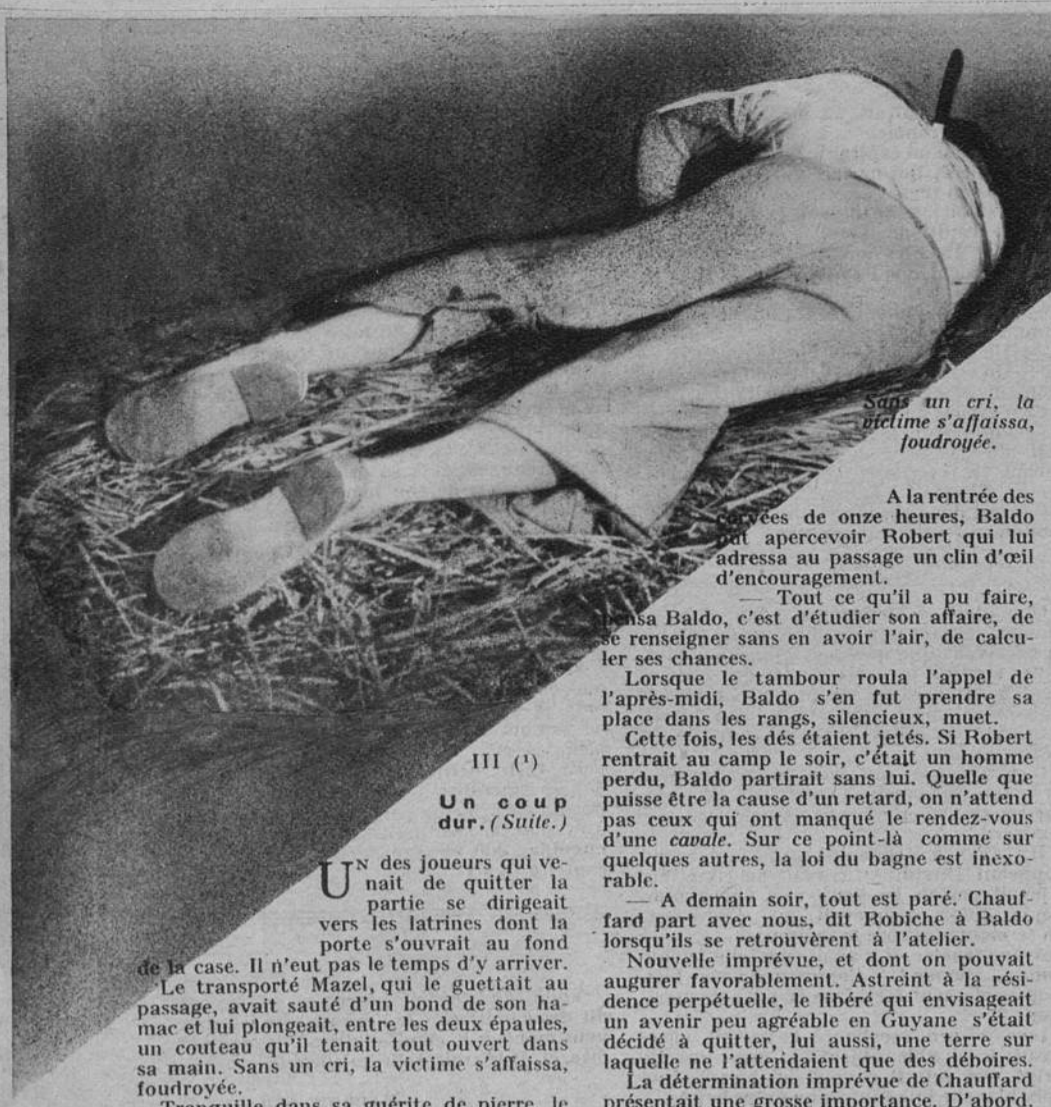 Sans un cri, la
victime s'affaissa,
foudroyée.
III (¹)
Un coup
dur. (Suite.)
UN des joueurs qui ve-
nait de quitter la
partie se dirigeait
vers les latrines dont la
porte s'ouvrait au fond
de la case. Il n'eut pas le temps d'y arriver.
Le transporté Mazel, qui le guettait au
passage, avait sauté d'un bond de son ha-
mac et lui plongeait, entre les deux épaules,
un couteau qu'il tenait tout ouvert dans
sa main. Sans un cri, la victime s'affaissa,
foudroyée.
Tranquille dans sa guérite de pierre, le
A la rentrée des
corvées de onze heures, Baldo
put apercevoir Robert qui lui
adressa au passage un clin d'œil
d'encouragement.
— Tout ce qu'il a pu faire,
pensa Baldo, c'est d'étudier son affaire, de
se renseigner sans en avoir l'air, de calcu-
ler ses chances.
Lorsque le tambour roula l'appel de
l'après-midi, Baldo s'en fut prendre sa
place dans les rangs, silencieux, muet.
Cette fois, les dés étaient jetés. Si Robert
rentrait au camp le soir, c'était un homme
perdu, Baldo partirait sans lui. Quelle que
puisse être la cause d'un retard, on n'attend
pas ceux qui ont manqué le rendez-vous
d'une cavale. Sur ce point-là comme sur
quelques autres, la loi du bagne est inexo-
rable.
— A demain soir, tout est paré. Chauf-
fard part avec nous, dit Robiche à Baldo
lorsqu'ils se retrouvèrent à l'atelier.
Nouvelle imprévue, et dont on pouvait
augurer favorablement. Astreint à la rési-
dence perpétuelle, le libéré qui envisageait
un avenir peu agréable en Guyane s'était
décidé à quitter, lui aussi, une terre sur
laquelle ne l'attendaient que des déboires.
La détermination imprévue de Chauffard
présentait une grosse importance. D'abord,